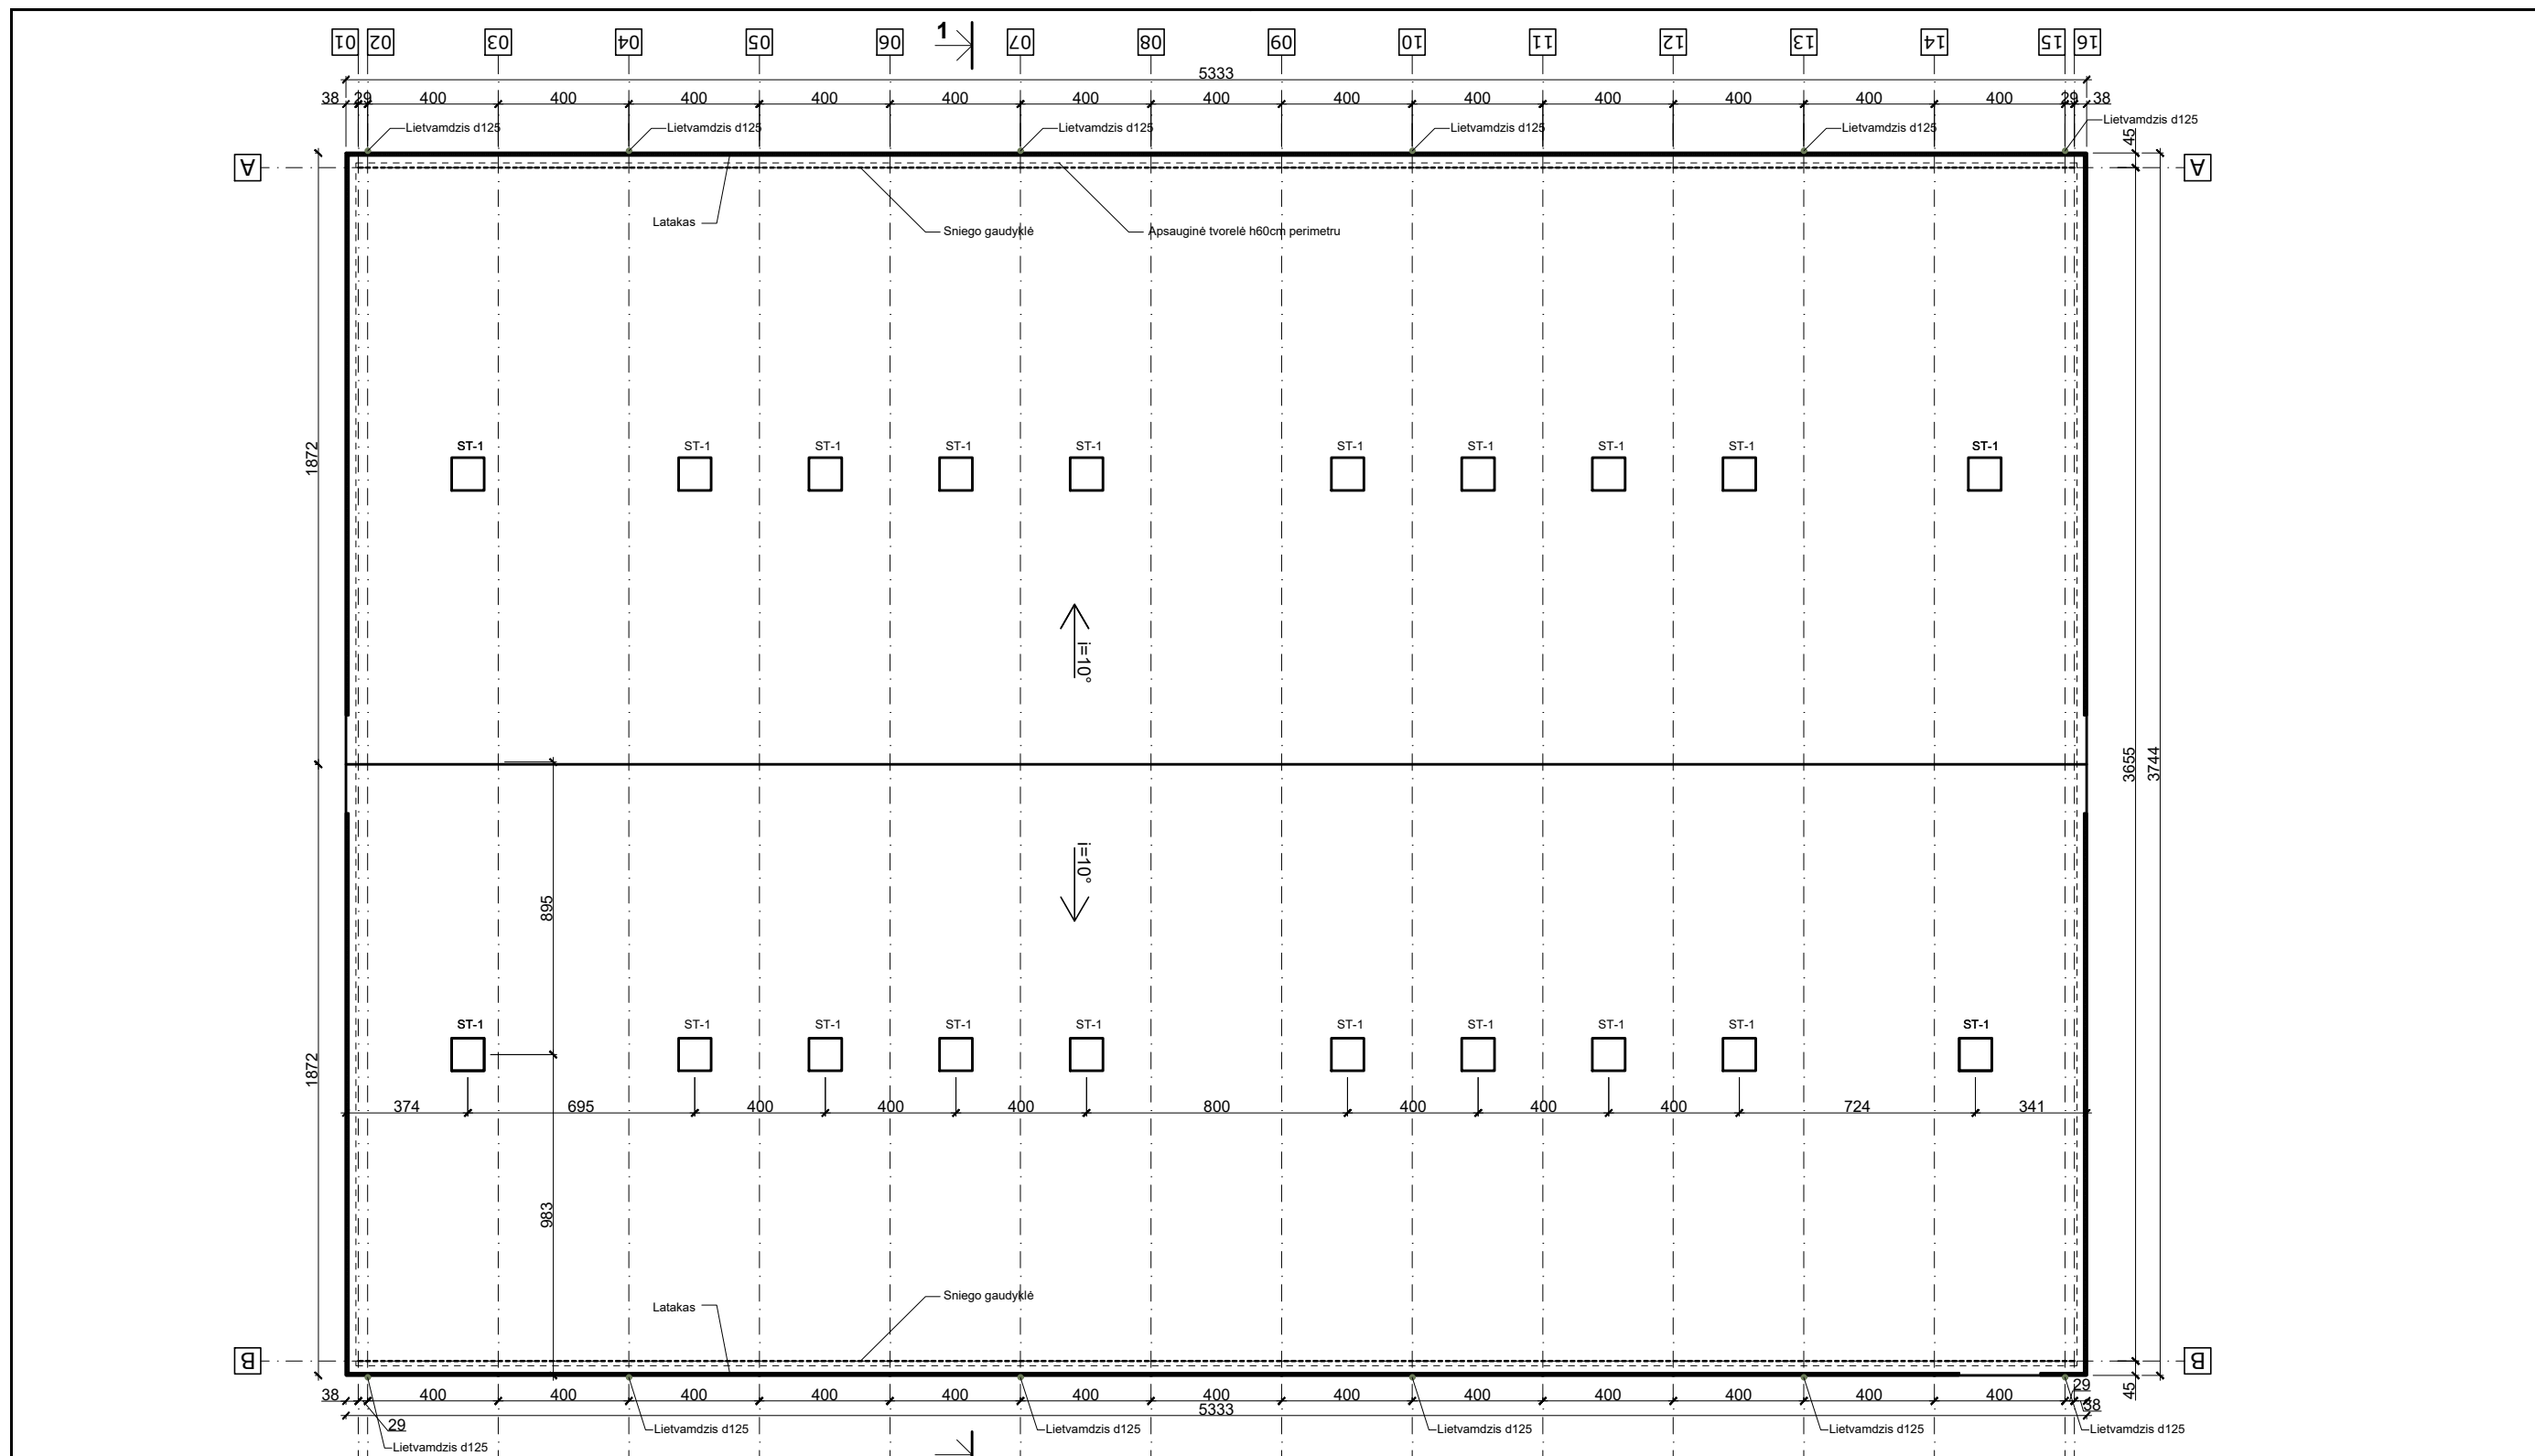 01 02 03 04 05 06 1 07 08 09 10 11 12 13 14 15 16
5333
38 29 400 400 400 400 400 400 400 400 400 400 400 400 400 29 38
Lietvamdzis d125 Lietvamdzis d125 Lietvamdzis d125 Lietvamdzis d125 Lietvamdzis d125 Lietvamdzis d125
45
A A
Latakas Sniego gaudyklė Apsauginė tvorelė h60cm perimetru
1872
ST-1 ST-1 ST-1 ST-1 ST-1 ST-1 ST-1 ST-1 ST-1 ST-1
i=10°
3655 3744
i=10°
895
ST-1 ST-1 ST-1 ST-1 ST-1 ST-1 ST-1 ST-1 ST-1 ST-1
1872
374 695 400 400 400 800 400 400 400 724 341
983
Latakas Sniego gaudyklė
B B
38 400 400 400 400 400 400 400 400 400 400 400 400 400 29 45
5333 38
29 Lietvamdzis d125 Lietvamdzis d125 Lietvamdzis d125 Lietvamdzis d125 Lietvamdzis d125
Lietvamdzis d125